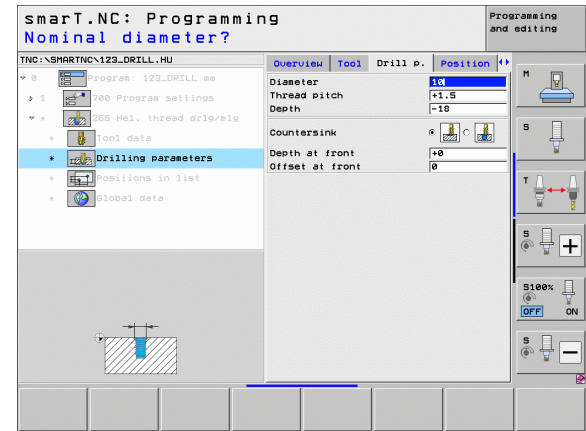 smarT.NC: Programming
Nominal diameter?
Programming
and editing
TNC:\SMARTNC\123_DRILL.HU
0 Program: 123_DRILL mm
1 700 Program settings
* 265 Hel. thread drlg/mlg
* Tool data
* Drilling parameters
* Positions in list
* Global data
Overview Tool Drill p. Position
Diameter 10
Thread pitch +1.5
Depth -18
Countersink
Depth at front +0
Offset at front 0
M
S
T
S
S100%
OFF ON
S